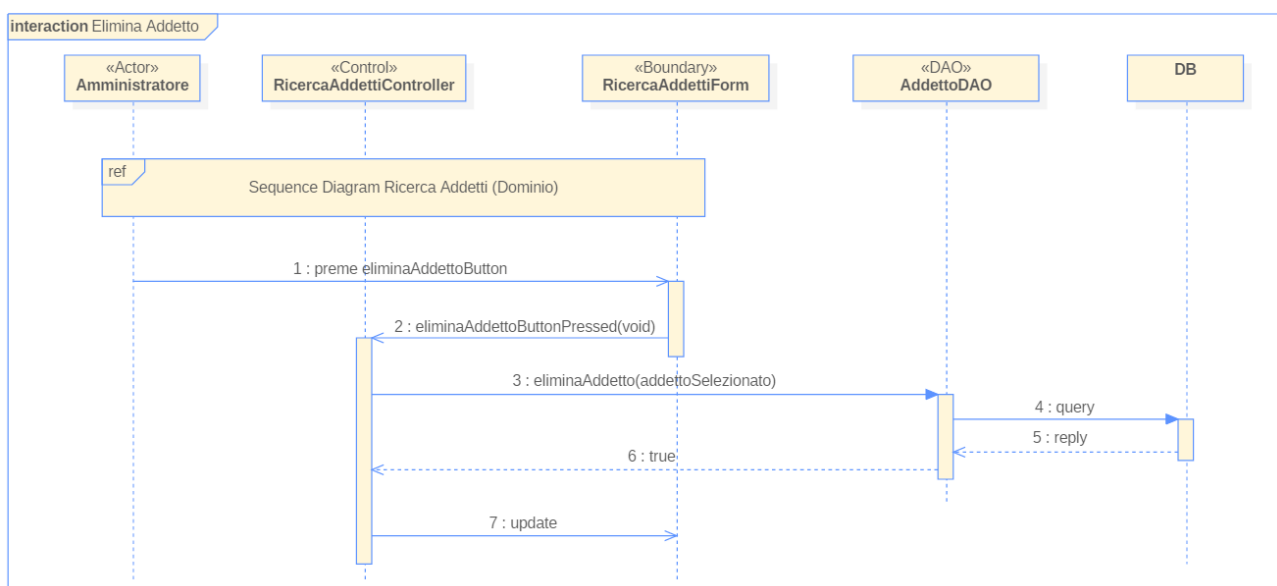 interaction Elimina Addetto
«Actor»
Amministratore
«Control»
RicercaAddettiController
«Boundary»
RicercaAddettiForm
«DAO»
AddettoDAO
DB
ref
Sequence Diagram Ricerca Addetti (Dominio)
1 : preme eliminaAddettoButton
2 : eliminaAddettoButtonPressed(void)
3 : eliminaAddetto(addettoSelezionato)
4 : query
5 : reply
6 : true
7 : update